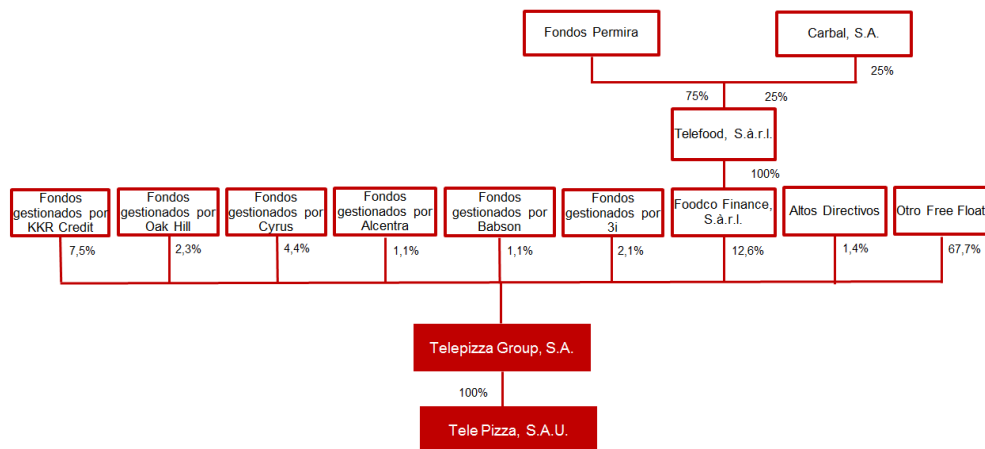 Fondos Permira
Carbal, S.A.
25%
75%
25%
Telefood, S.à.r.l.
100%
Fondos
gestionados por
KKR Credit
Fondos
gestionados por
Oak Hill
Fondos
gestionados por
Cyrus
Fondos
gestionados por
Alcentra
Fondos
gestionados por
Babson
Fondos
gestionados por
3i
Foodco Finance,
S.à.r.l.
Altos Directivos
Otro Free Float
7,5%
2,3%
4,4%
1,1%
1,1%
2,1%
12,6%
1,4%
67,7%
Telepizza Group, S.A.
100%
Tele Pizza, S.A.U.